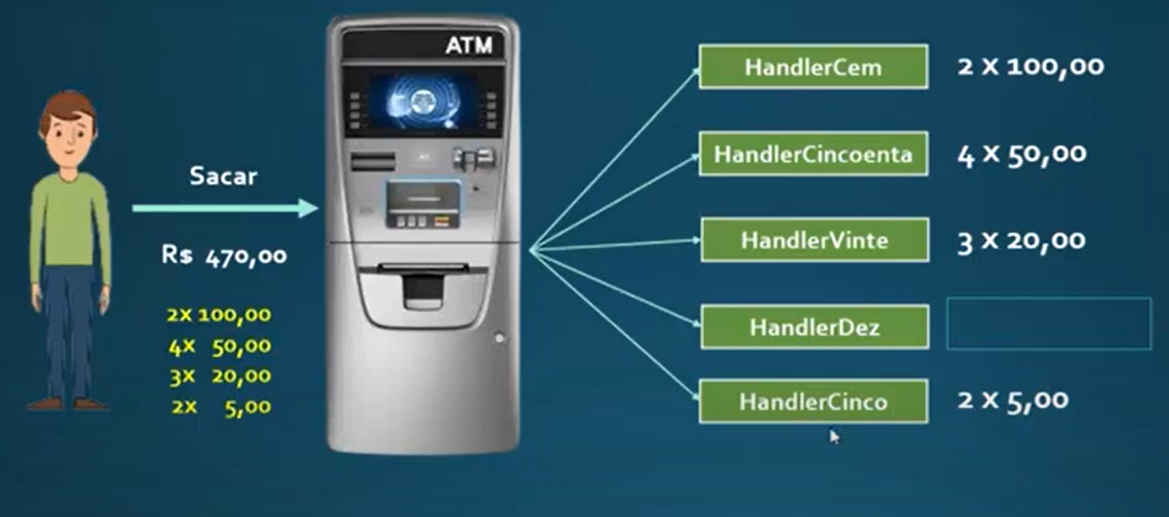 ATM
Sacar
R$ 470,00
2x 100,00
4x 50,00
3x 20,00
2x 5,00
HandlerCem 2 x 100,00
HandlerCincoenta 4 x 50,00
HandlerVinte 3 x 20,00
HandlerDez
HandlerCinco 2 x 5,00